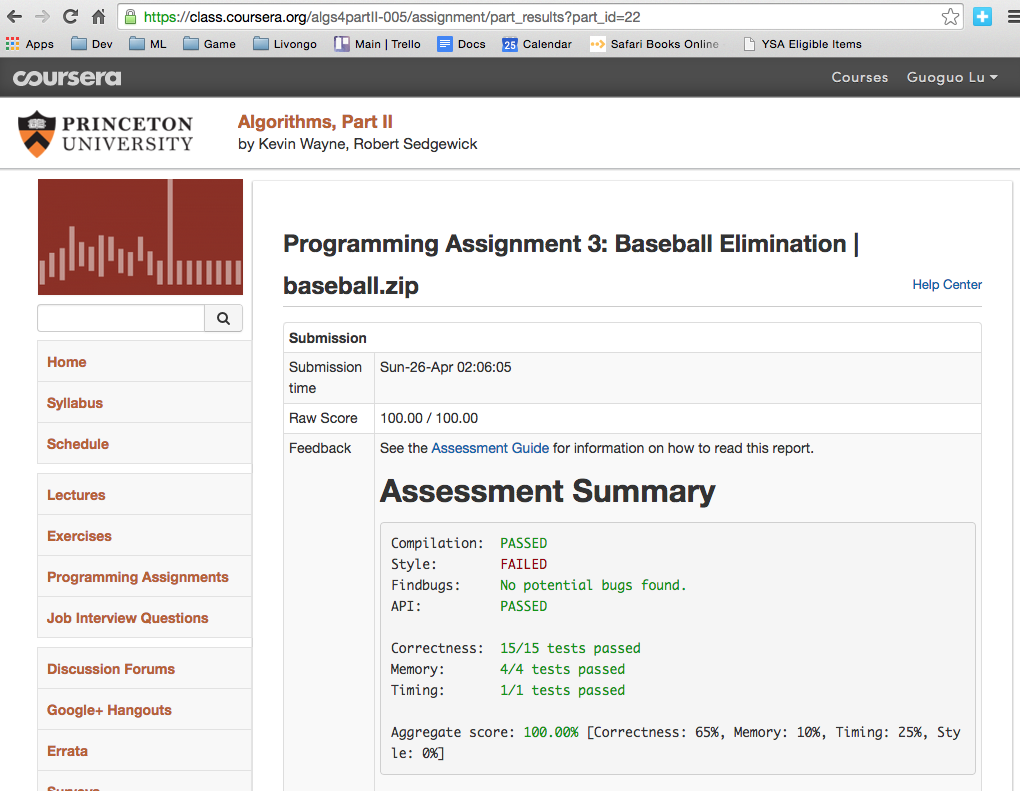 https://class.coursera.org/algs4partII-005/assignment/part_results?part_id=22
Apps Dev ML Game Livongo Main | Trello Docs 25 Calendar Safari Books Online YSA Eligible Items
coursera Courses Guoguo Lu
PRINCETON
UNIVERSITY
Algorithms, Part II
by Kevin Wayne, Robert Sedgewick
Home
Syllabus
Schedule
Lectures
Exercises
Programming Assignments
Job Interview Questions
Discussion Forums
Google+ Hangouts
Errata
Surveys
Programming Assignment 3: Baseball Elimination |
baseball.zip
Help Center
Submission
Submission time Sun-26-Apr 02:06:05
Raw Score 100.00 / 100.00
Feedback See the Assessment Guide for information on how to read this report.
Assessment Summary
Compilation: PASSED
Style: FAILED
Findbugs: No potential bugs found.
API: PASSED
Correctness: 15/15 tests passed
Memory: 4/4 tests passed
Timing: 1/1 tests passed
Aggregate score: 100.00% [Correctness: 65%, Memory: 10%, Timing: 25%, Sty
le: 0%]